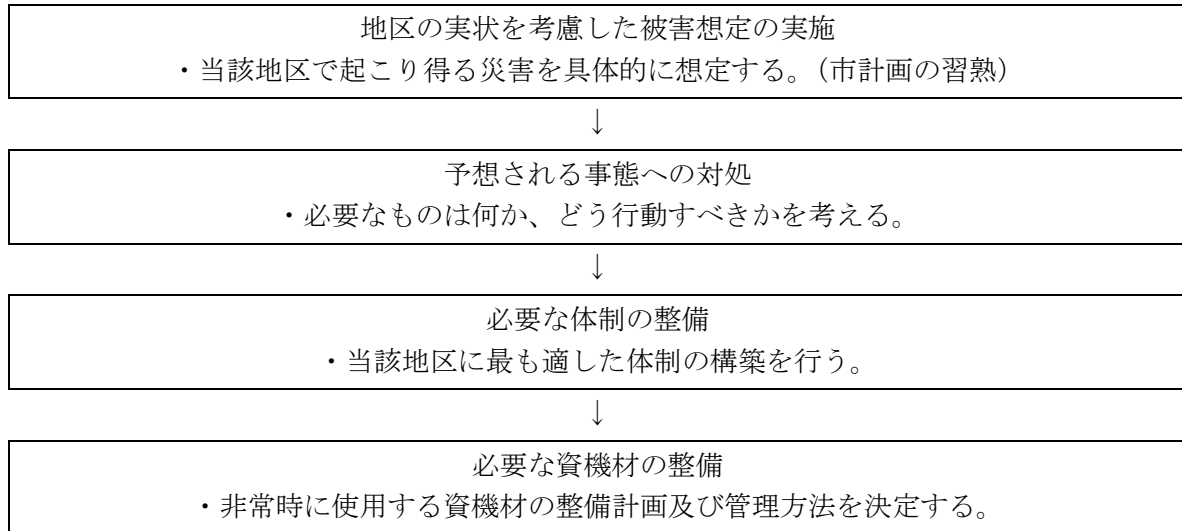 地区の実状を考慮した被害想定の実施
・当該地区で起こり得る災害を具体的に想定する。（市計画の習熟）
↓
予想される事態への対処
・必要なものは何か、どう行動すべきかを考える。
↓
必要な体制の整備
・当該地区に最も適した体制の構築を行う。
↓
必要な資機材の整備
・非常時に使用する資機材の整備計画及び管理方法を決定する。